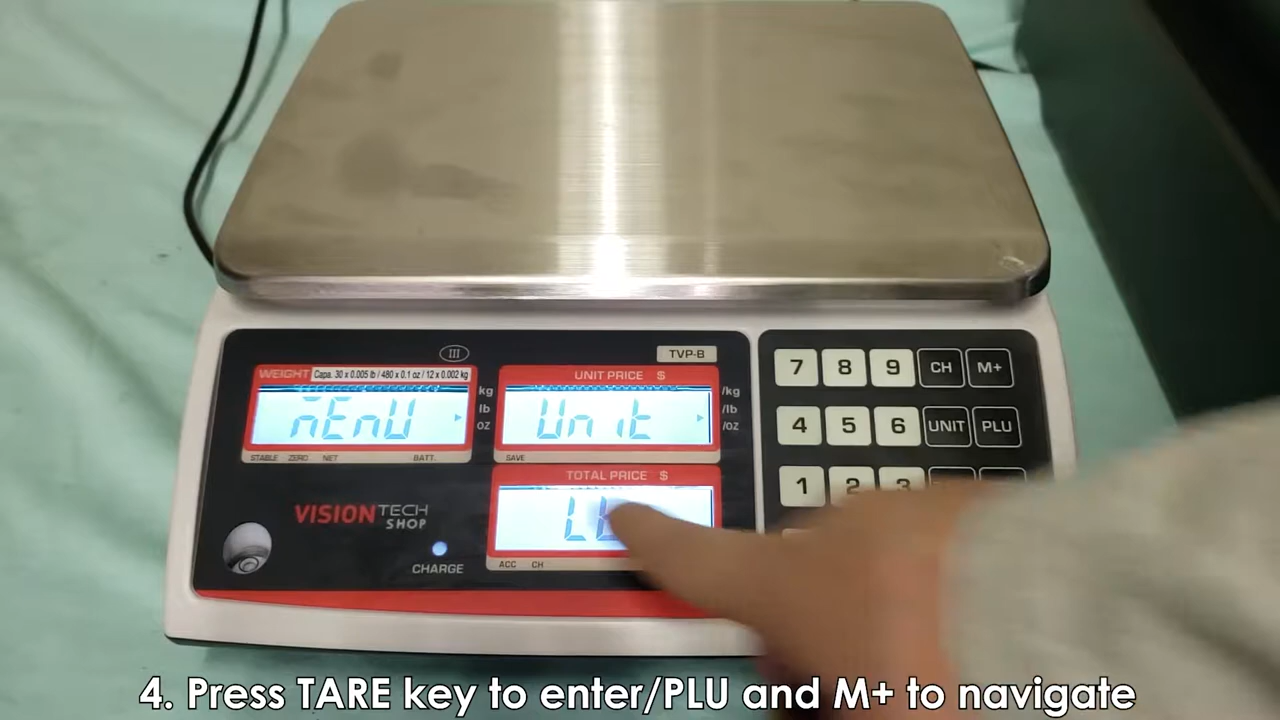 III
TVP-B
WEIGHT Capa. 30 x 0.005 lb / 480 x 0.1 oz / 12 x 0.002 kg
kg
lb
oz
mEnU
STABLE ZERO NET BATT.
UNIT PRICE $
/kg
/lb
/oz
Unit
SAVE
TOTAL PRICE $
ACC CH
VISIONTECH
SHOP
CHARGE
7 8 9 CH M+
4 5 6 UNIT PLU
1 2 3
4. Press TARE key to enter/PLU and M+ to navigate